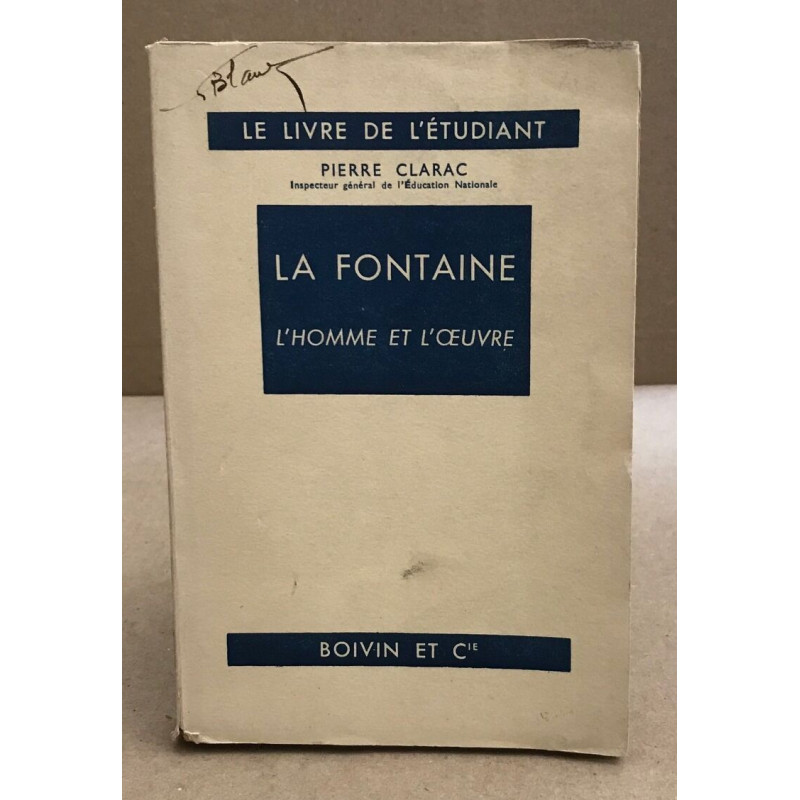 LE LIVRE DE L'ÉTUDIANT
PIERRE CLARAC
Inspecteur général de l'Éducation Nationale
LA FONTAINE
L'HOMME ET L'ŒUVRE
BOIVIN ET CIE